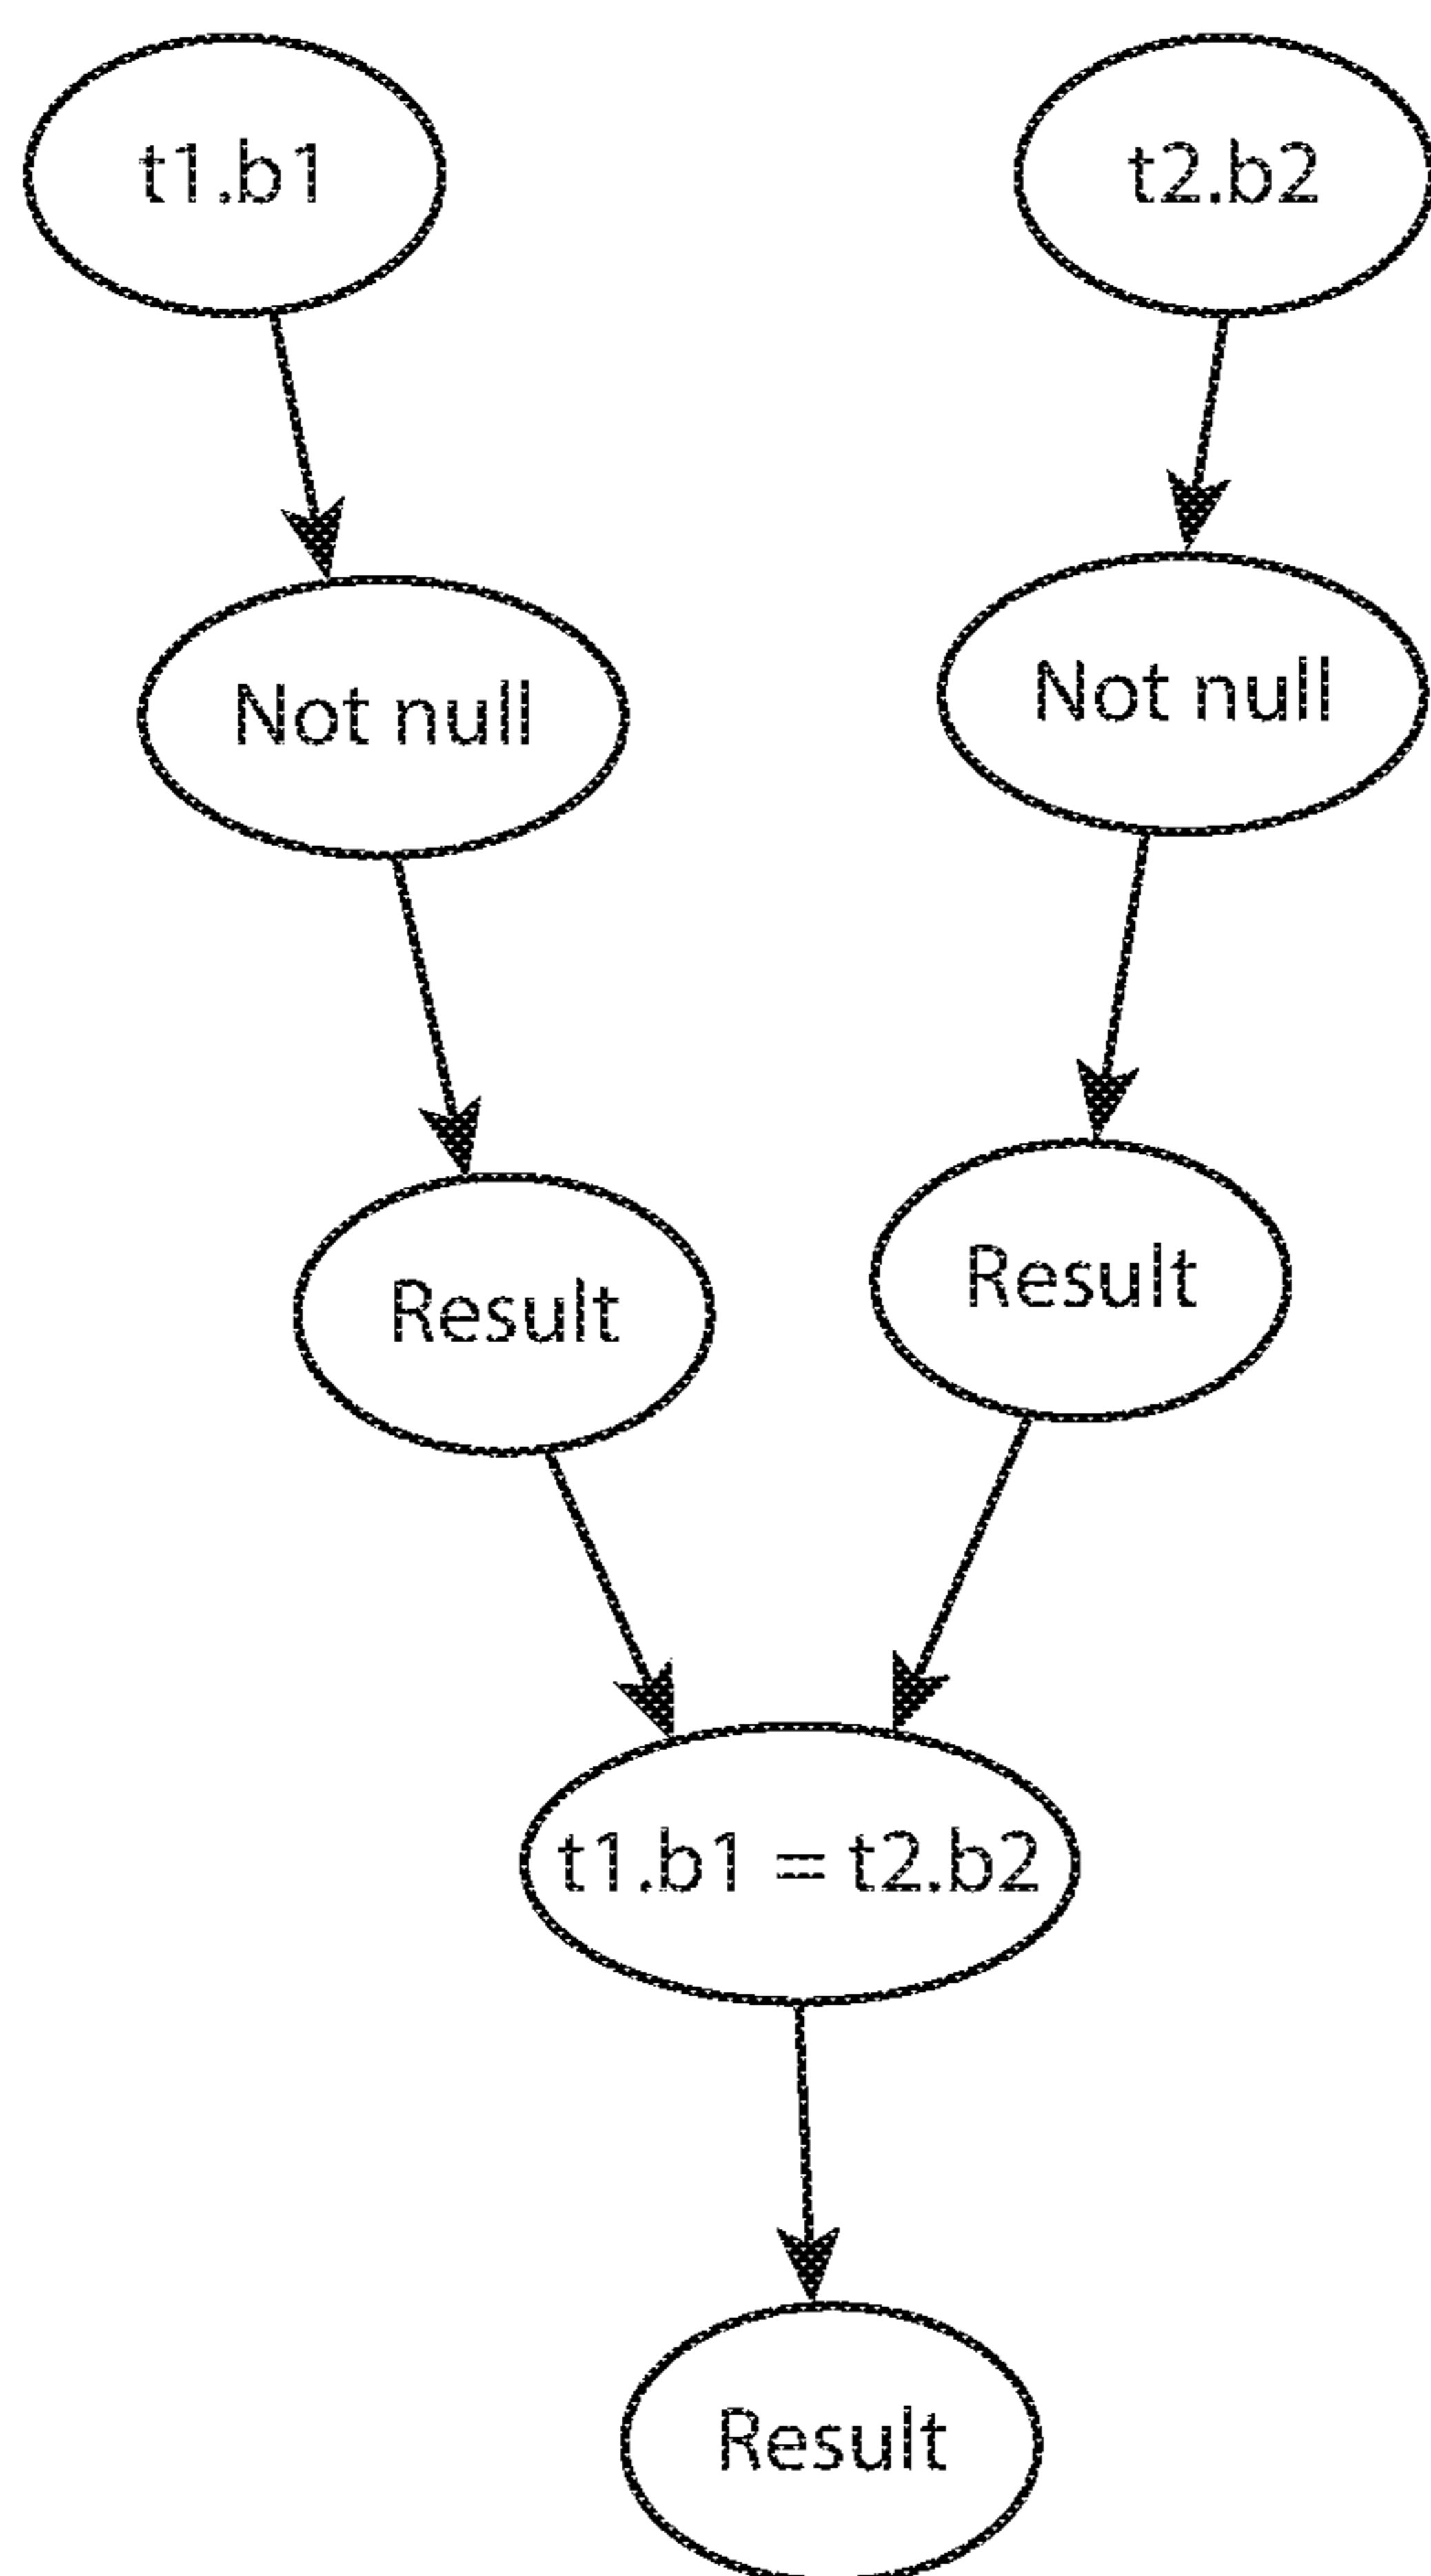 t1.b1
t2.b2
Not null
Not null
Result
Result
t1.b1 = t2.b2
Result